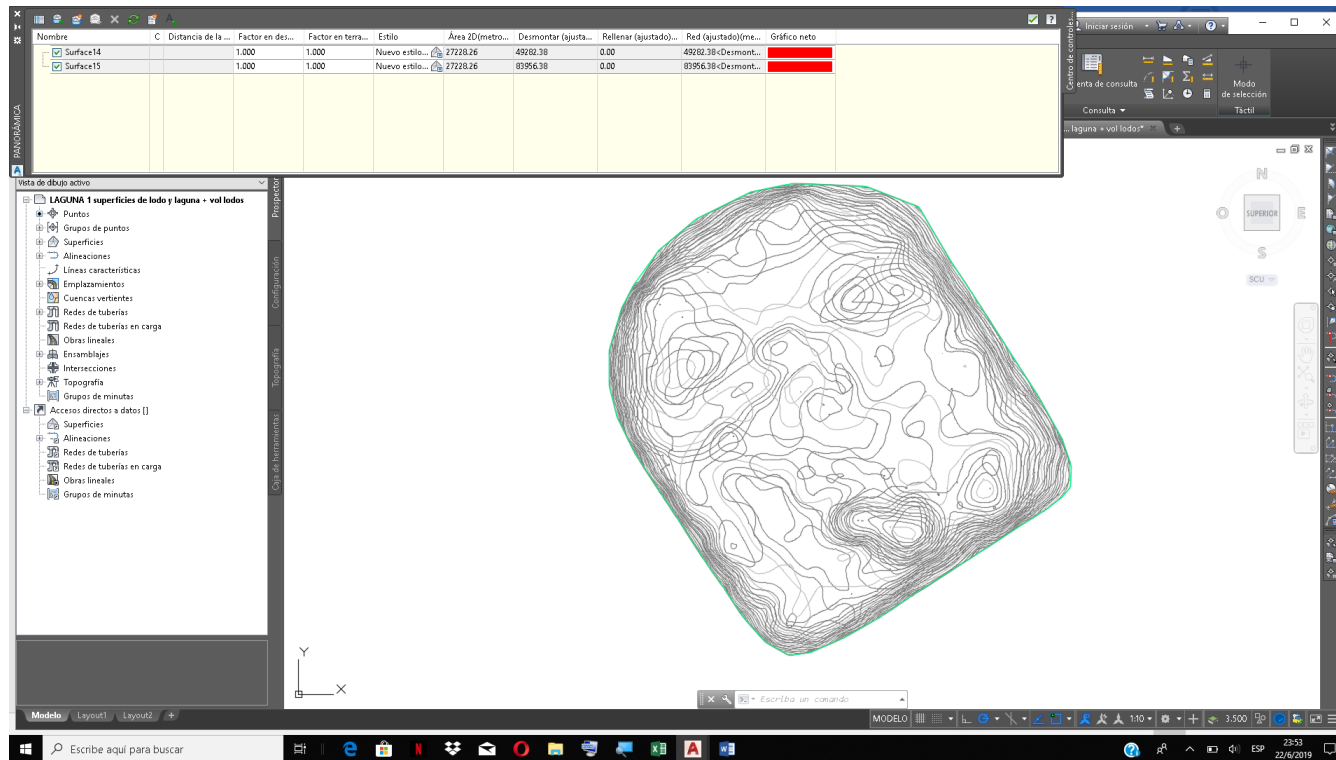 Nombre C Distancia de la ... Factor en des... Factor en terra... Estilo Área 2D(metro... Desmontar (ajusta... Rellenar (ajustado)... Red (ajustado)(me... Gráfico neto
Surface14 1.000 1.000 Nuevo estilo... 27228.26 49282.38 0.00 49282.38<Desmont...
Surface15 1.000 1.000 Nuevo estilo... 27228.26 83956.38 0.00 83956.38<Desmont...
PANORÁMICA
Centro de controles...
Iniciar sesión
enta de consulta
Modo
de selección
Consulta
Táctil
... laguna + vol lodos*
Vista de dibujo activo
LAGUNA 1 superficies de lodo y laguna + vol lodos
Puntos
Grupos de puntos
Superficies
Alineaciones
Líneas características
Emplazamientos
Cuencas vertientes
Redes de tuberías
Redes de tuberías en carga
Obras lineales
Ensamblajes
Intersecciones
Topografía
Grupos de minutas
Accesos directos a datos []
Superficies
Alineaciones
Redes de tuberías
Redes de tuberías en carga
Obras lineales
Grupos de minutas
Prospector
Configuración
Topografía
Caja de herramientas
N
O SUPERIOR E
S
SCU
Y
X
Escriba un comando
Modelo Layout1 Layout2 +
MODELO 1:10 3.500
Escribe aquí para buscar
ESP
23:53
22/6/2019